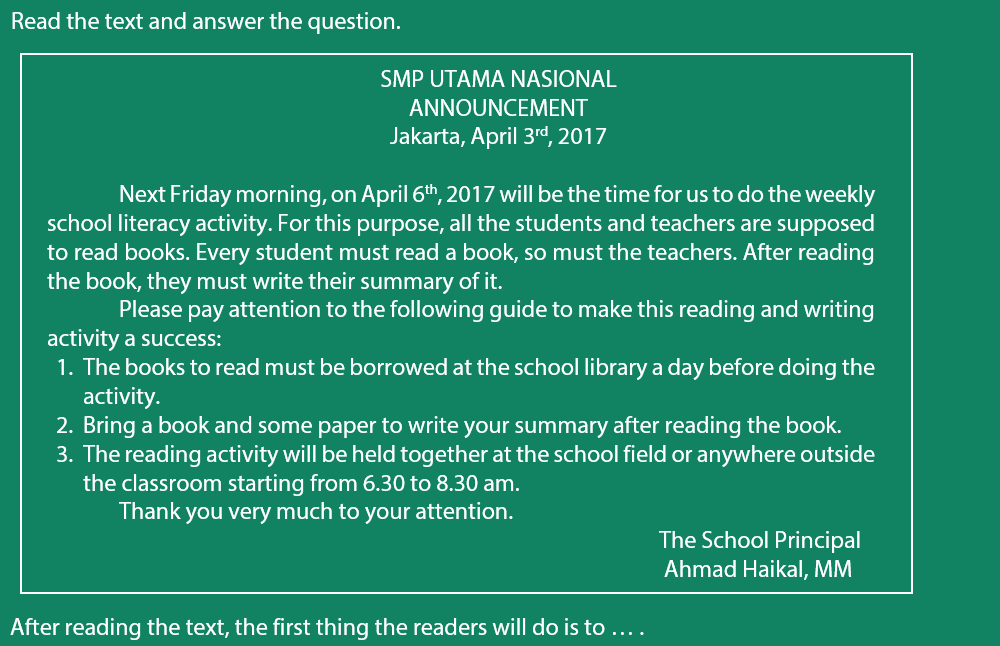 Read the text and answer the question.
SMP UTAMA NASIONAL
ANNOUNCEMENT
Jakarta, April 3rd, 2017
Next Friday morning, on April 6th, 2017 will be the time for us to do the weekly
school literacy activity. For this purpose, all the students and teachers are supposed
to read books. Every student must read a book, so must the teachers. After reading
the book, they must write their summary of it.
Please pay attention to the following guide to make this reading and writing
activity a success:
1. The books to read must be borrowed at the school library a day before doing the
activity.
2. Bring a book and some paper to write your summary after reading the book.
3. The reading activity will be held together at the school field or anywhere outside
the classroom starting from 6.30 to 8.30 am.
Thank you very much to your attention.
The School Principal
Ahmad Haikal, MM
After reading the text, the first thing the readers will do is to … .